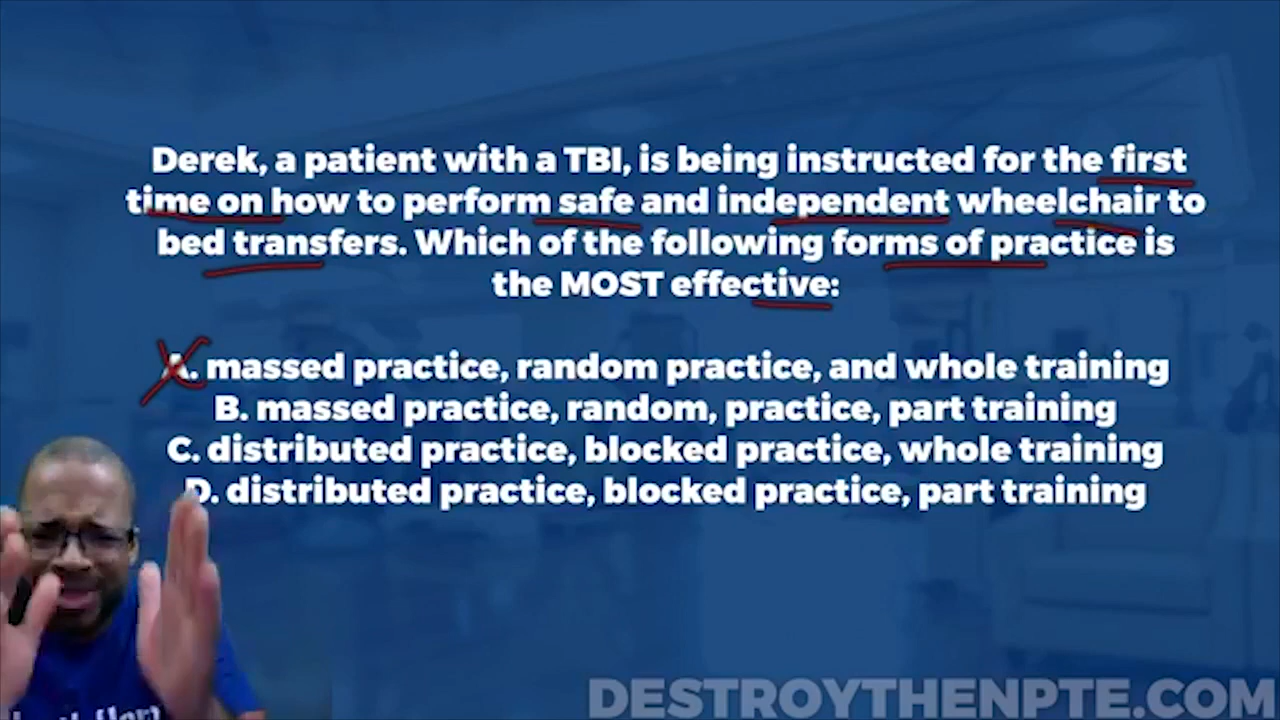 Derek, a patient with a TBI, is being instructed for the first
time on how to perform safe and independent wheelchair to
bed transfers. Which of the following forms of practice is
the MOST effective:
A. massed practice, random practice, and whole training
B. massed practice, random, practice, part training
C. distributed practice, blocked practice, whole training
D. distributed practice, blocked practice, part training
DESTROYTHENPTE.COM